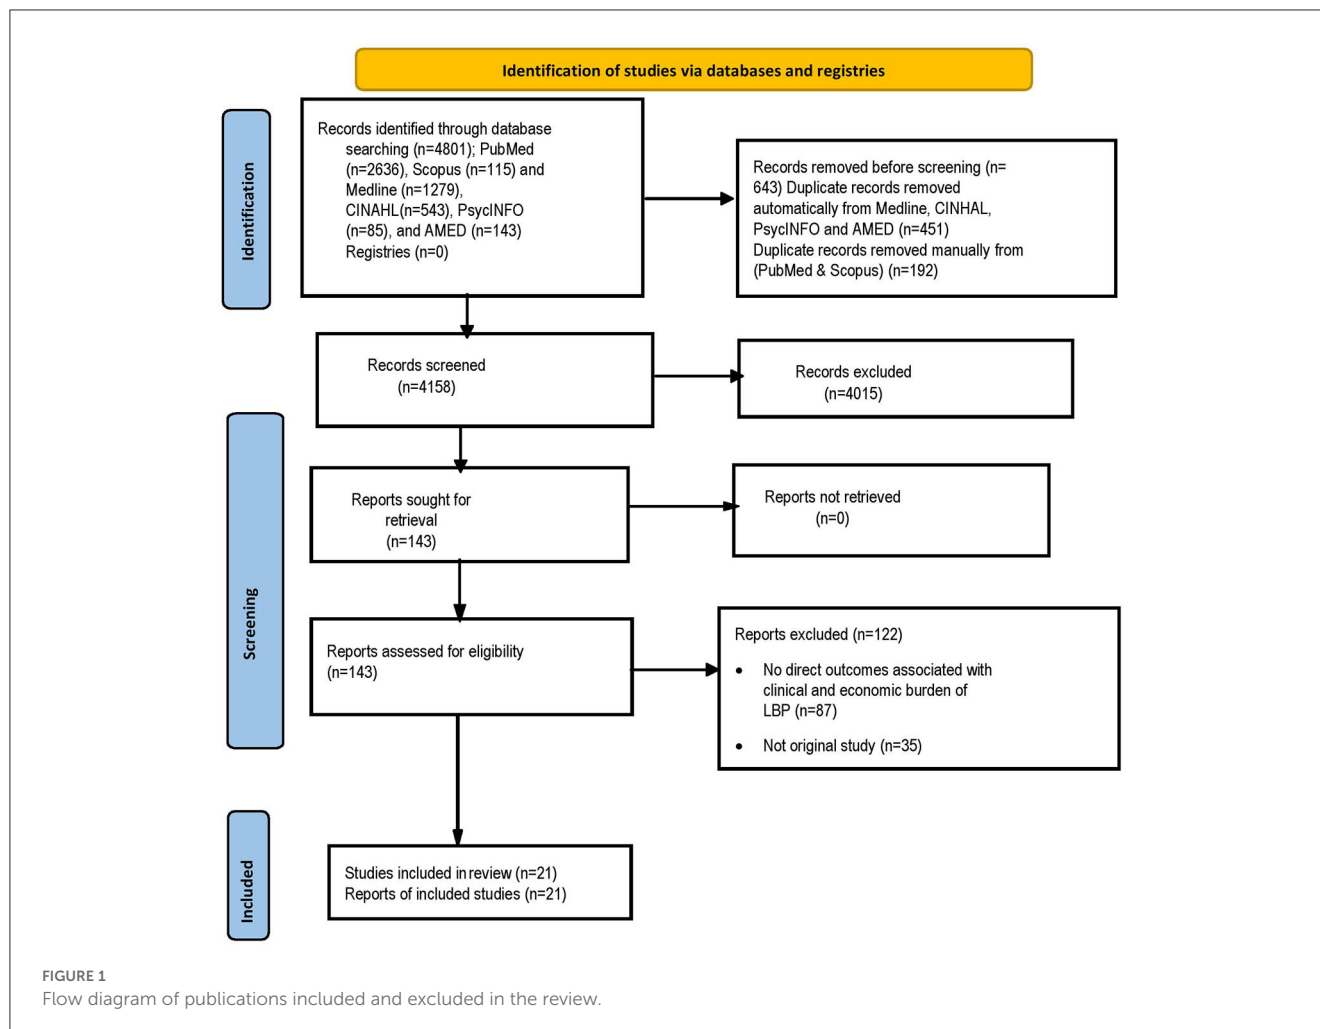 Identification of studies via databases and registries
Identification
Records identified through database
searching (n=4801); PubMed
(n=2636), Scopus (n=115) and
Medline (n=1279),
CINAHL(n=543), PsycINFO
(n=85), and AMED (n=143)
Registries (n=0)
Records removed before screening (n=
643) Duplicate records removed
automatically from Medline, CINHAL,
PsycINFO and AMED (n=451)
Duplicate records removed manually from
(PubMed & Scopus) (n=192)
Records screened
(n=4158)
Records excluded
(n=4015)
Screening
Reports sought for
retrieval
(n=143)
Reports not retrieved
(n=0)
Reports assessed for eligibility
(n=143)
Reports excluded (n=122)
• No direct outcomes associated with
clinical and economic burden of
LBP (n=87)
• Not original study (n=35)
Included
Studies included in review (n=21)
Reports of included studies (n=21)
FIGURE 1
Flow diagram of publications included and excluded in the review.